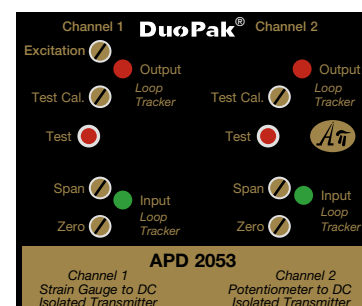 Channel 1 DuoPak® Channel 2
Excitation
Output Output
Test Cal. Loop Tracker Test Cal. Loop Tracker
Test Test Aπ
Span Span
Input Input
Loop Loop
Zero Tracker Zero Tracker
APD 2053
Channel 1 Channel 2
Strain Gauge to DC Potentiometer to DC
Isolated Transmitter Isolated Transmitter